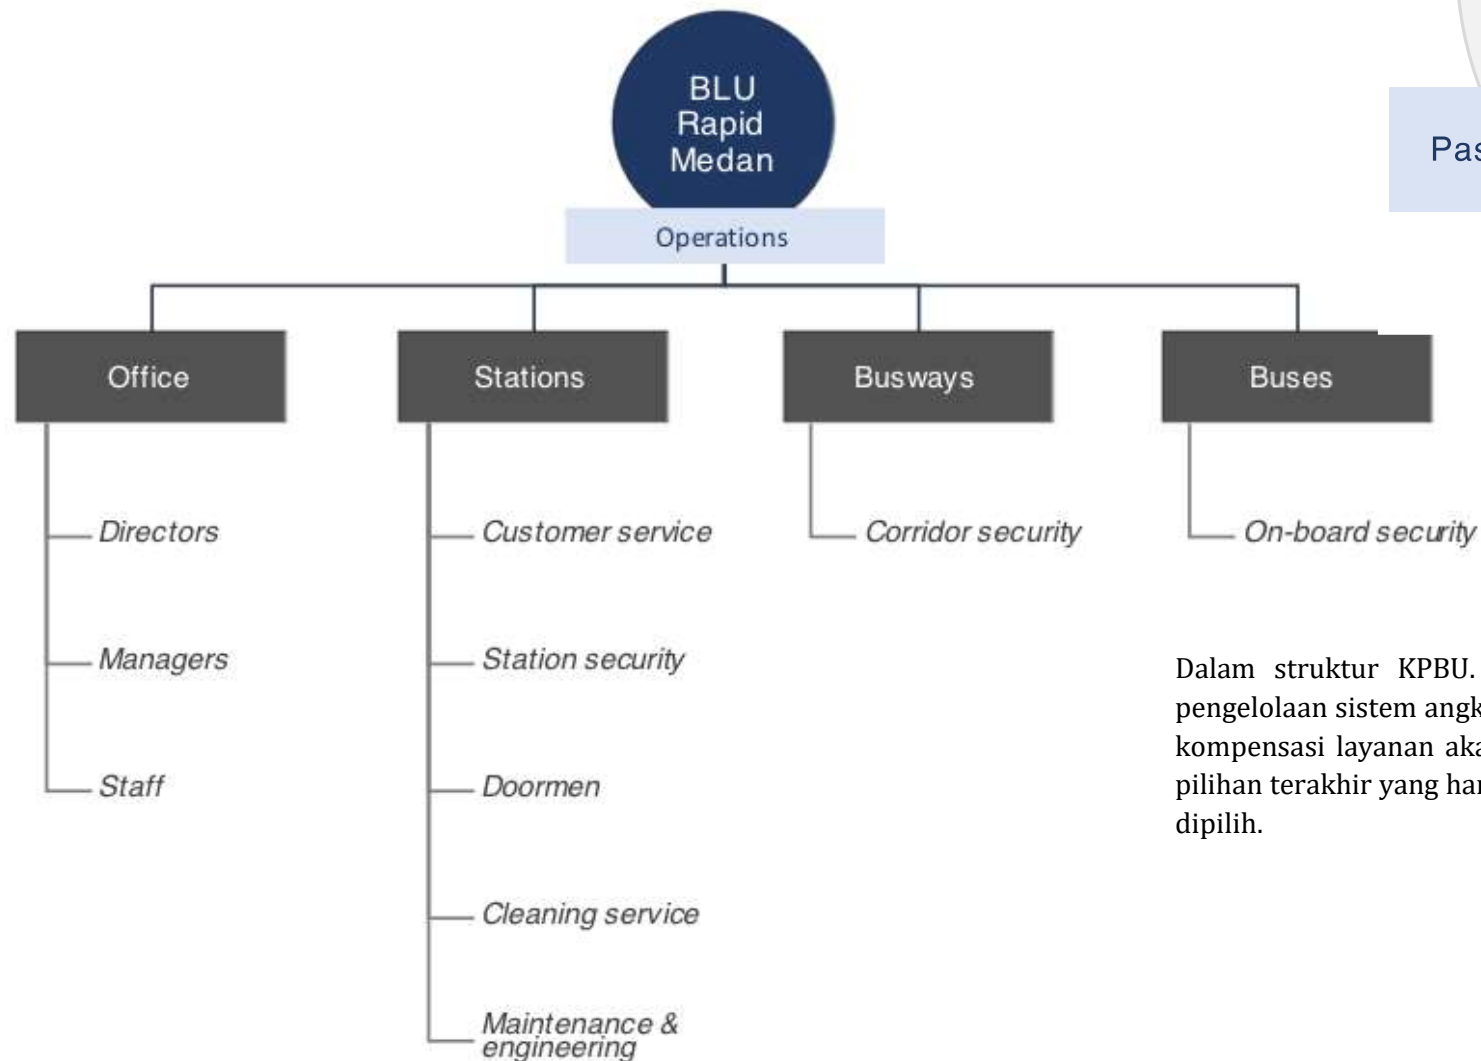 BLU
Rapid
Medan
Operations
Office
Directors
Managers
Staff
Stations
Customer service
Station security
Doormen
Cleaning service
Maintenance &
engineering
Busways
Corridor security
Buses
On-board security
Pas
Dalam struktur KPBU.
pengelolaan sistem angk
kompensasi layanan aka
pilihan terakhir yang har
dipilih.